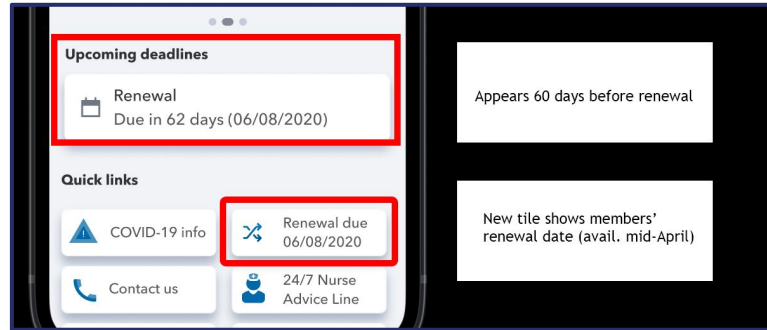 Upcoming deadlines
Renewal
Due in 62 days (06/08/2020)
Appears 60 days before renewal
Quick links
COVID-19 info
Renewal due
06/08/2020
New tile shows members'
renewal date (avail. mid-April)
Contact us
24/7 Nurse
Advice Line